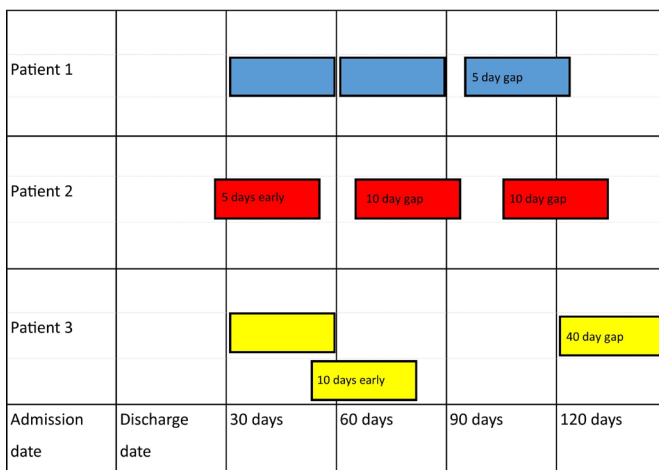 Patient 1
5 day gap
Patient 2
5 days early
10 day gap
10 day gap
Patient 3
40 day gap
10 days early
Admission
date
Discharge
date
30 days
60 days
90 days
120 days